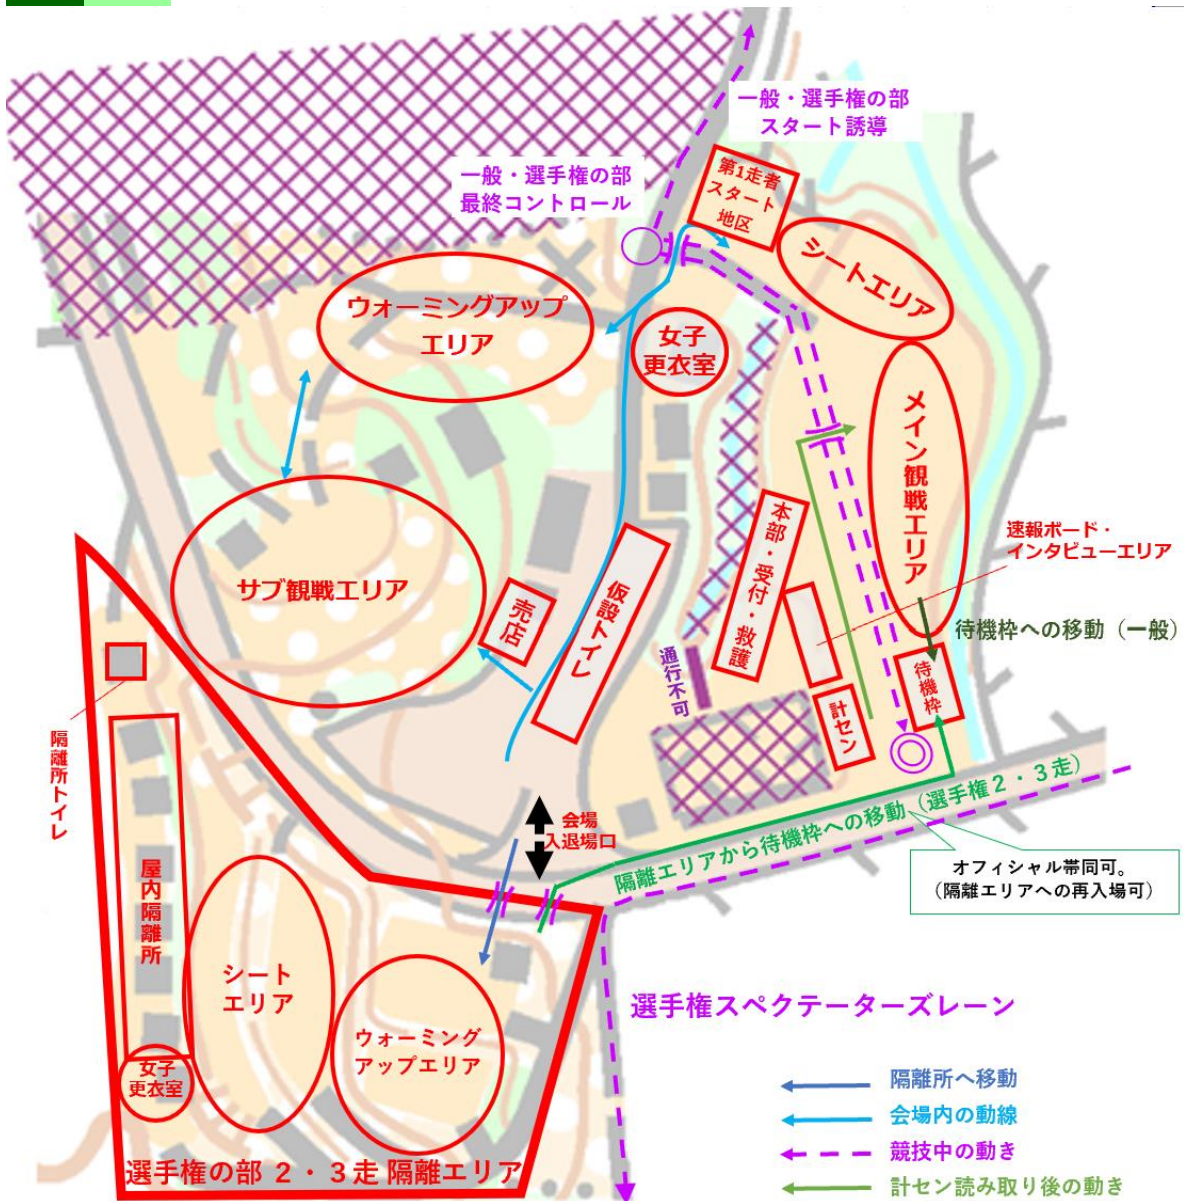 一般・選手権の部
スタート誘導
一般・選手権の部
最終コントロール
第1走者
スタート
地区
シートエリア
ウォーミングアップ
エリア
女子
更衣室
メイン観戦エリア
速報ボード・
インタビューエリア
本部・受付・救護
サブ観戦エリア
売店
仮設トイレ
待機枠への移動（一般）
待機枠
通行不可
計セン
隔離所トイレ
会場
入退場口
隔離エリアから待機枠への移動（選手権２・３走）
オフィシャル帯同可。
（隔離エリアへの再入場可）
屋内隔離所
シート
エリア
ウォーミング
アップエリア
女子
更衣室
選手権の部 ２・３走 隔離エリア
選手権スペクテーターズレーン
隔離所へ移動
会場内の動線
競技中の動き
計セン読み取り後の動き